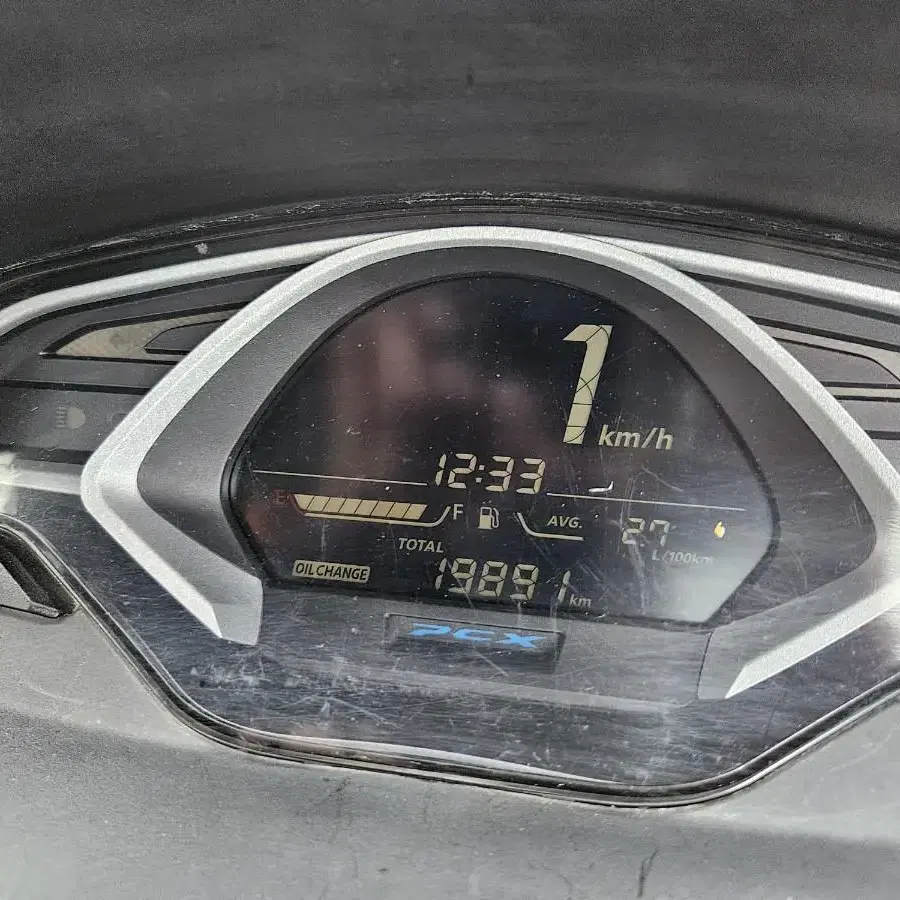 1 km/h
12:33
E F AVG. 27 L/100km
TOTAL
OIL CHANGE 19891 km
PCX